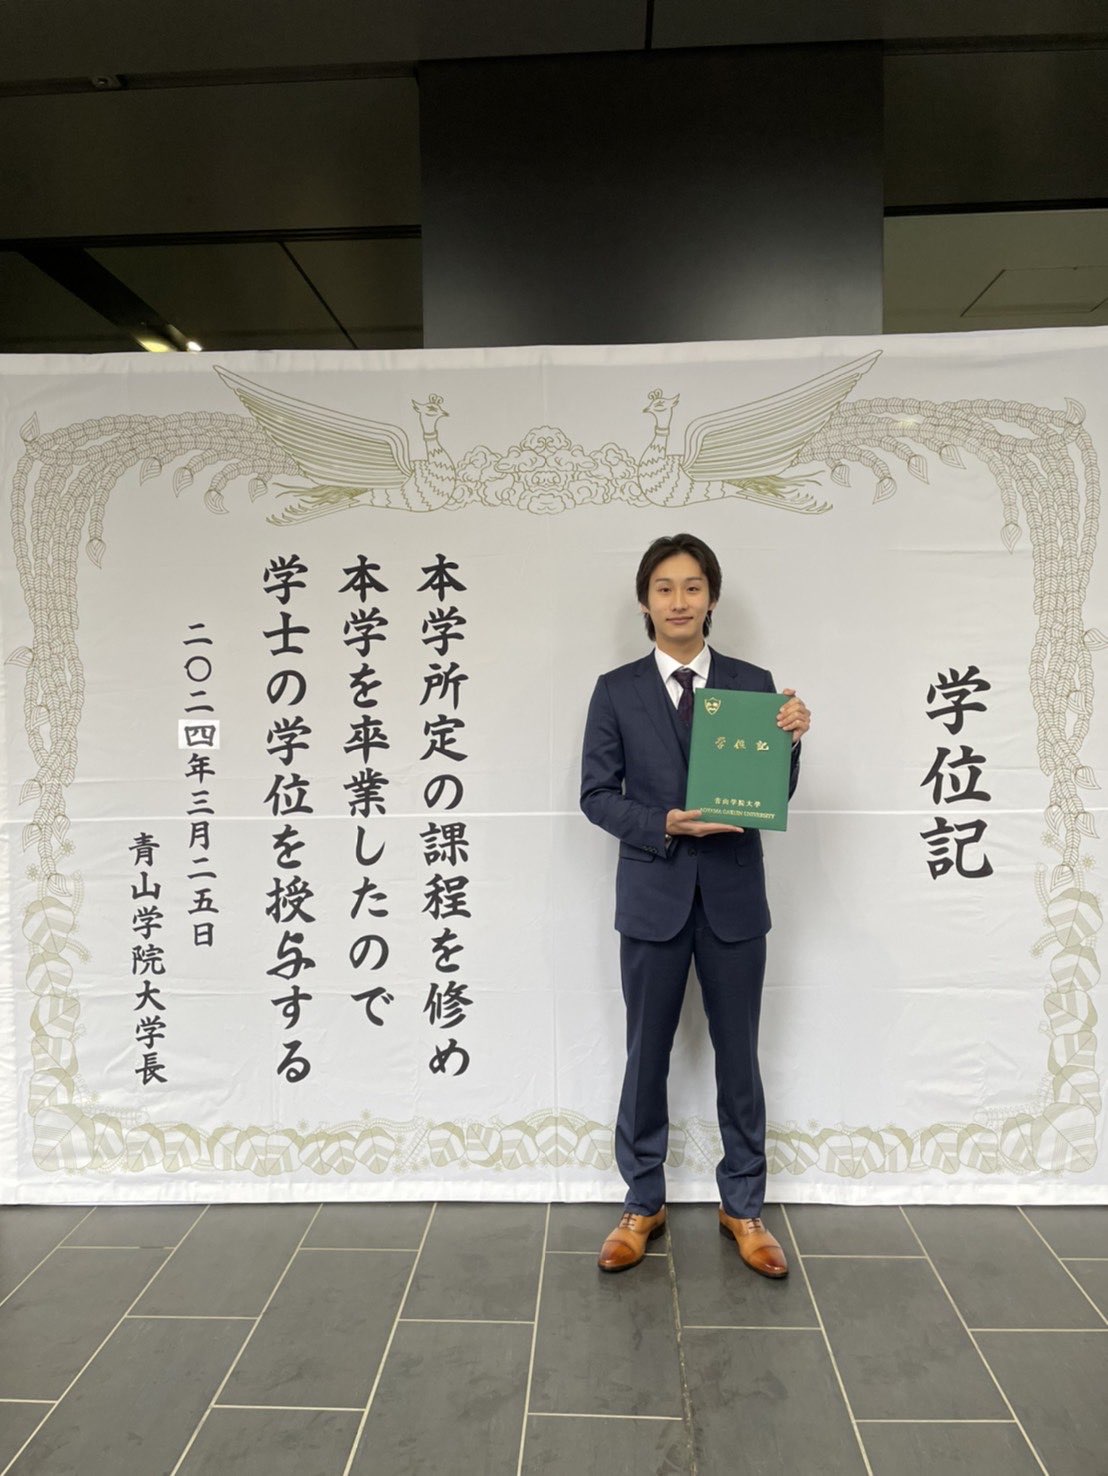 学位記
本学所定の課程を修め
本学を卒業したので
学士の学位を授与する
二〇二四年三月二五日
青山学院大学長
学位記
青山学院大学
AOYAMA GAKUIN UNIVERSITY